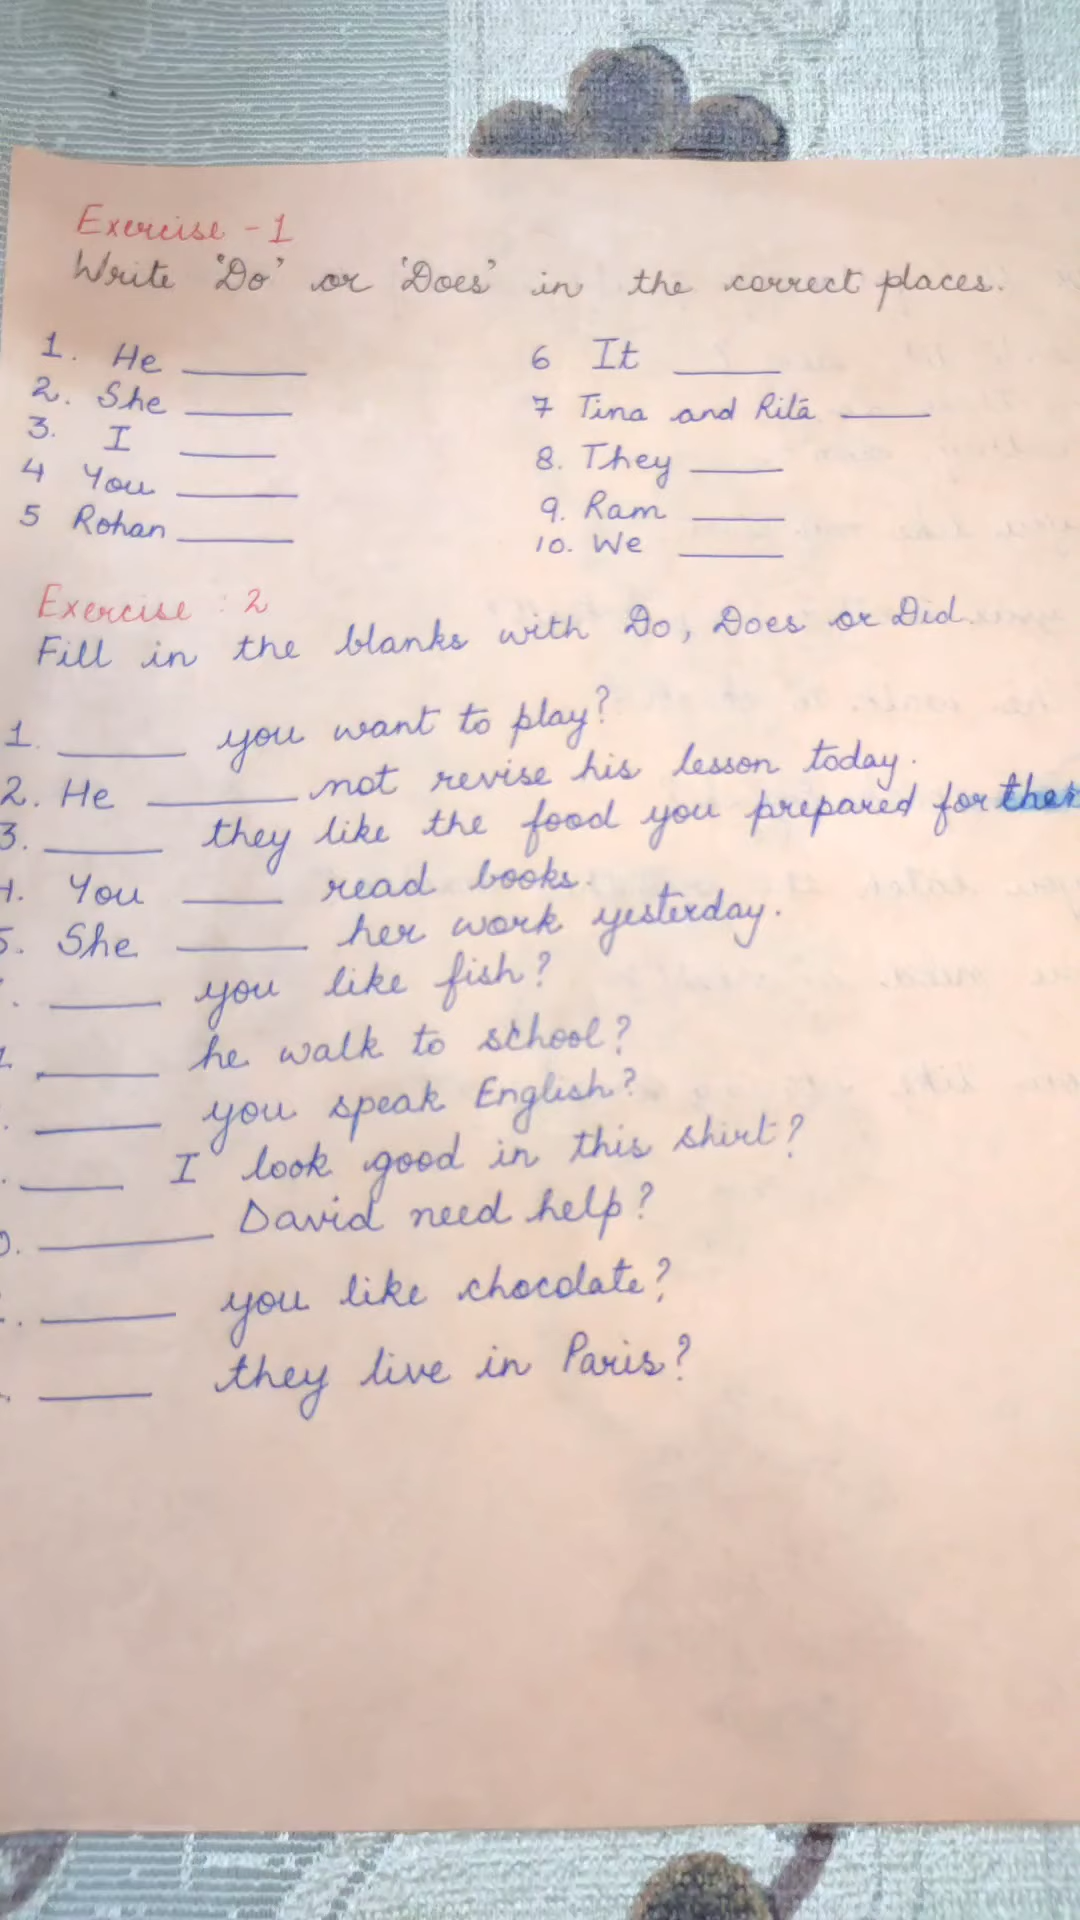 Exercise - 1
Write 'Do' or 'Does' in the correct places.
1. He ______
2. She ______
3. I ______
4 You ______
5 Rohan ______
6 It ______
7 Tina and Rita ______
8. They ______
9. Ram ______
10. We ______
Exercise : 2
Fill in the blanks with Do, Does or Did.
1. ______ you want to play?
2. He ______ not revise his lesson today.
3. ______ they like the food you prepared for
4. You ______ read books.
5. She ______ her work yesterday.
______ you like fish?
______ he walk to school?
______ you speak English?
______ I look good in this shirt?
______ David need help?
______ you like chocolate?
______ they live in Paris?